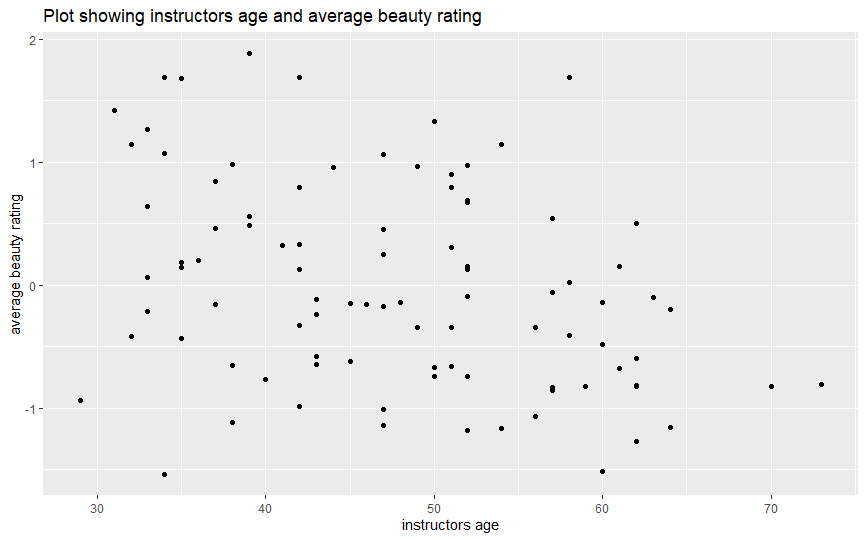 Plot showing instructors age and average beauty rating
2
1
0
-1
average beauty rating
30 40 50 60 70
instructors age